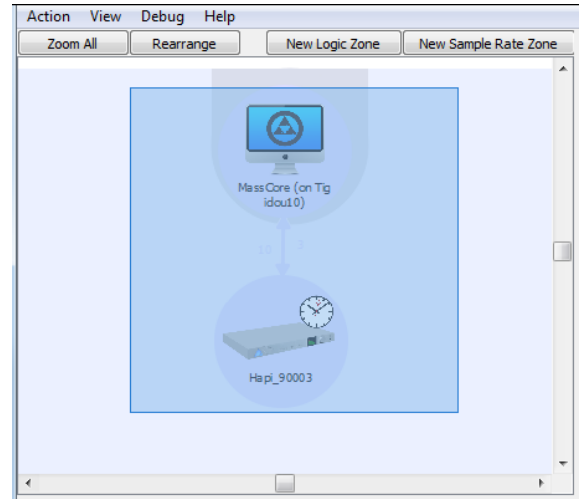 Action View Debug Help
Zoom All Rearrange New Logic Zone New Sample Rate Zone
MassCore (on Tig
idou10)
Hapi_90003